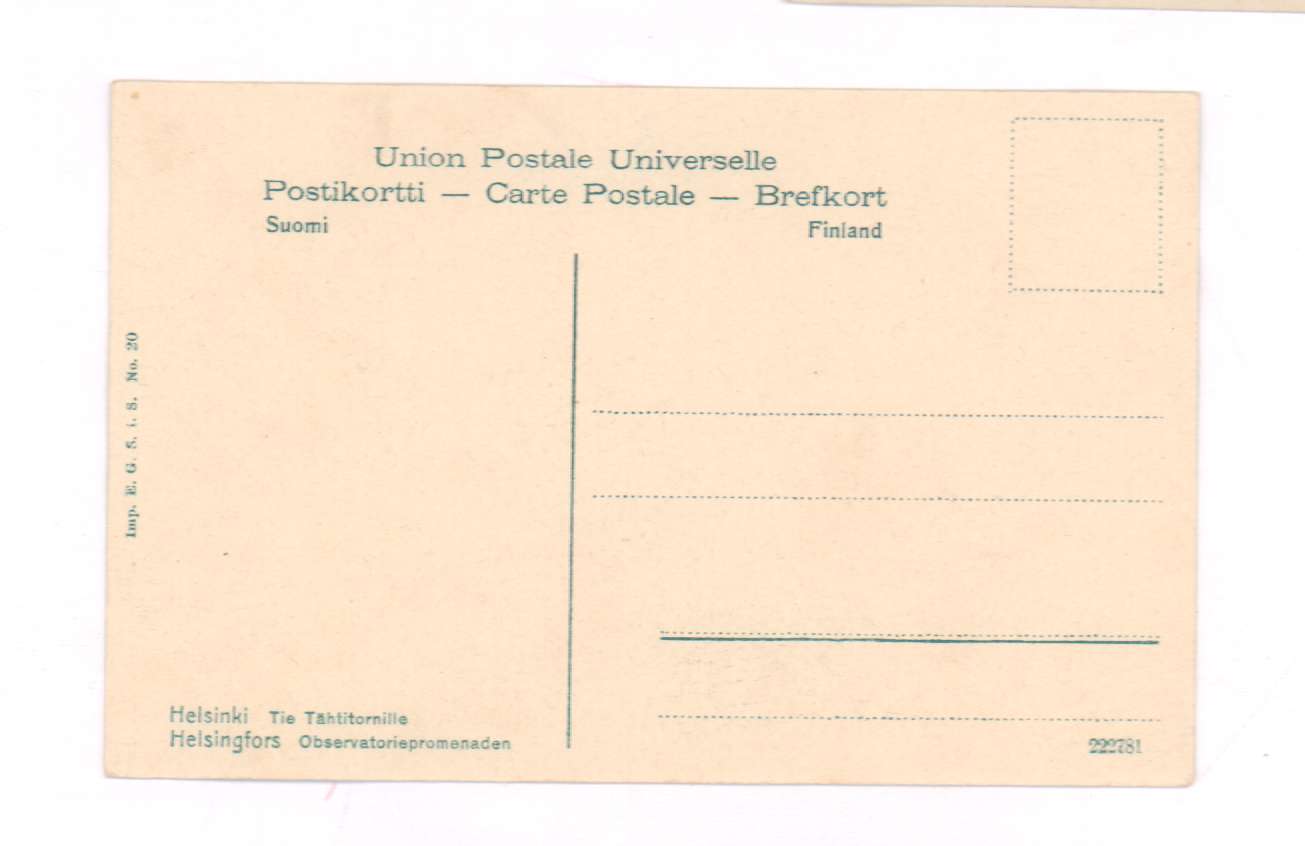 Union Postale Universelle
Postikortti — Carte Postale — Brefkort
Suomi Finland
Imp. E. G. S. i. S. No. 20
Helsinki Tie Tähtitornille
Helsingfors Observatoriepromenaden
222781